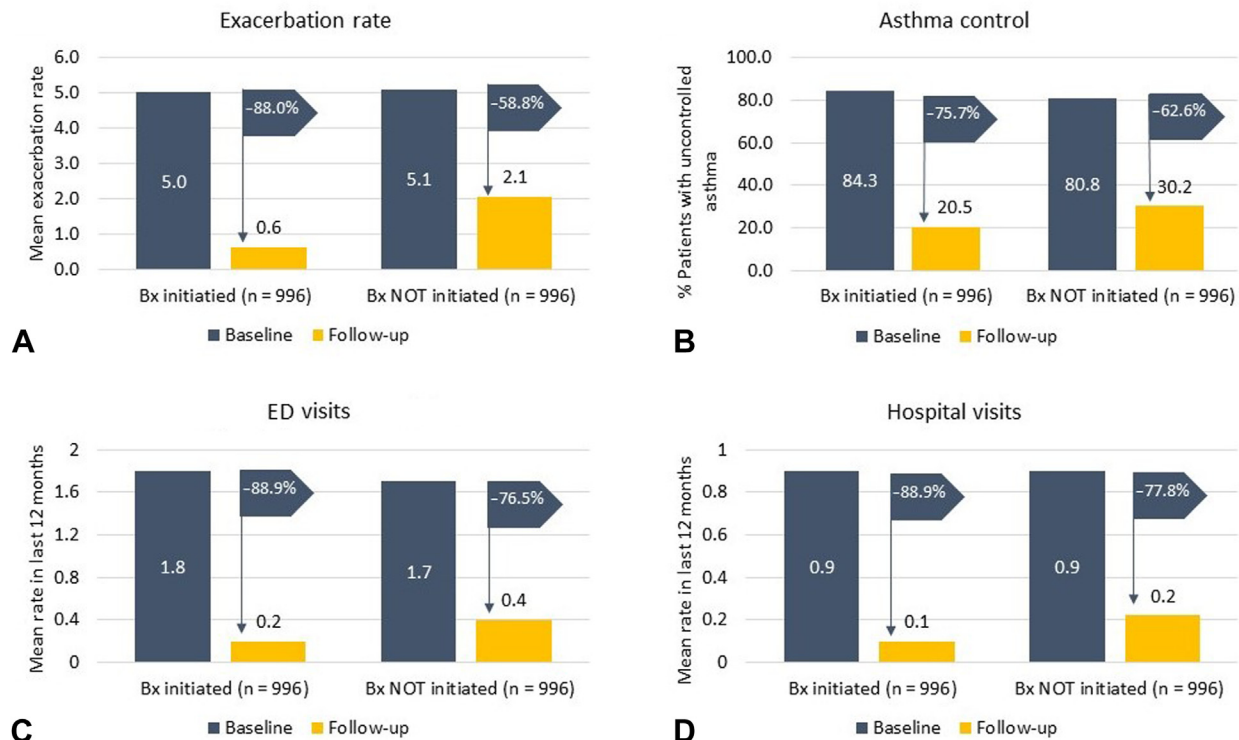 Exacerbation rate
Mean exacerbation rate
6.0
5.0
4.0
3.0
2.0
1.0
0.0
–88.0%
–58.8%
5.0
0.6
5.1
2.1
Bx initiatied (n = 996)
Bx NOT initiated (n = 996)
Baseline
Follow-up
A
Asthma control
% Patients with uncontrolled
asthma
100.0
80.0
60.0
40.0
20.0
0.0
–75.7%
–62.6%
84.3
20.5
80.8
30.2
Bx initiated (n = 996)
Bx NOT initiated (n = 996)
Baseline
Follow-up
B
ED visits
Mean rate in last 12 months
2
1.6
1.2
0.8
0.4
0
–88.9%
–76.5%
1.8
0.2
1.7
0.4
Bx initiated (n = 996)
Bx NOT initiated (n = 996)
Baseline
Follow-up
C
Hospital visits
Mean rate in last 12 months
1
0.8
0.6
0.4
0.2
0
–88.9%
–77.8%
0.9
0.1
0.9
0.2
Bx initiated (n = 996)
Bx NOT initiated (n = 996)
Baseline
Follow-up
D